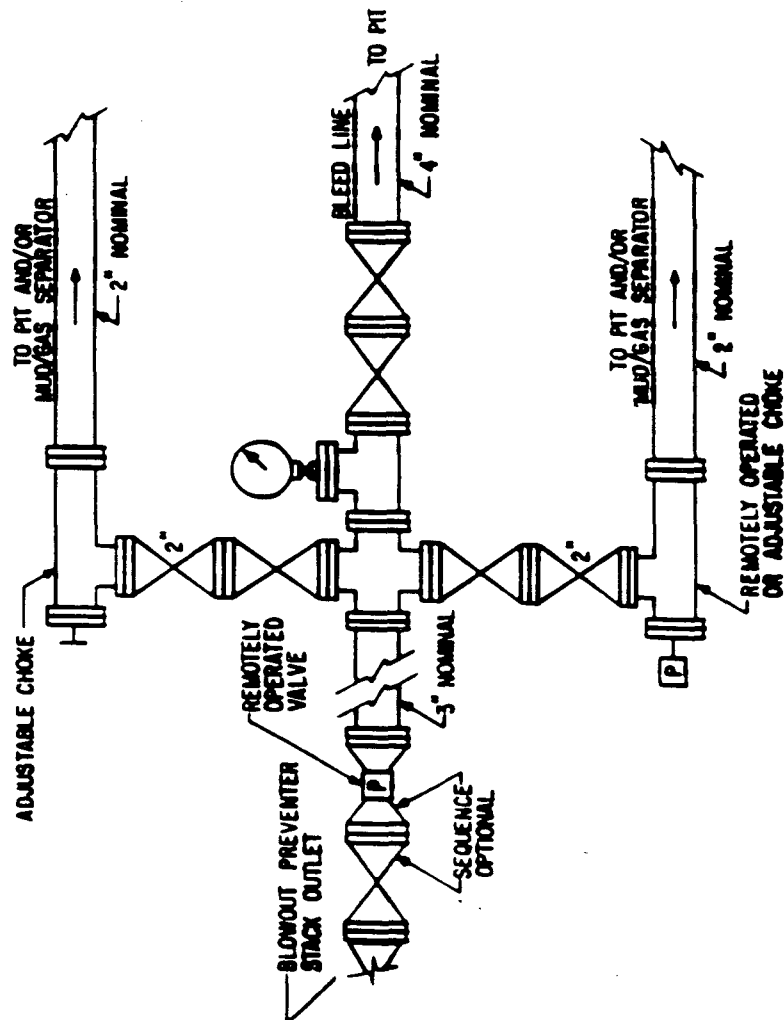 ADJUSTABLE CHOKE
TO PIT AND/OR
MUD/GAS SEPARATOR
2" NOMINAL
2"
BLOWOUT PREVENTER
STACK OUTLET
REMOTELY
OPERATED
VALVE
P
SEQUENCE-
OPTIONAL
3" NOMINAL
BLEED LINE
TO PIT
4" NOMINAL
2"
TO PIT AND/OR
MUD/GAS SEPARATOR
2" NOMINAL
P
REMOTELY OPERATED
OR ADJUSTABLE CHOKE